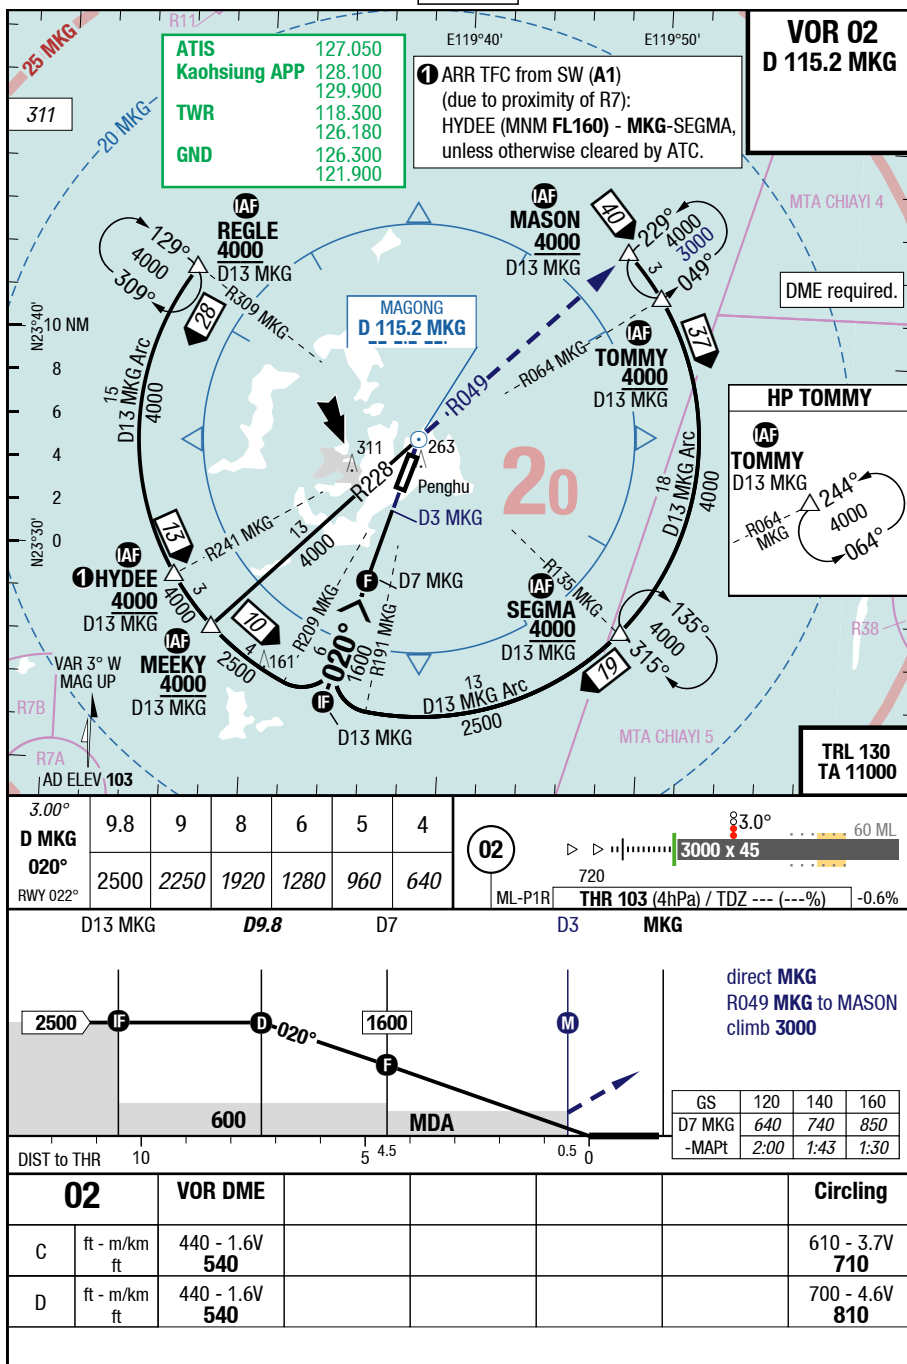 R11
25 MKG
311
20 MKG
ATIS 127.050
Kaohsiung APP 128.100
129.900
TWR 118.300
126.180
GND 126.300
121.900
E119°40'
E119°50'
1 ARR TFC from SW (A1)
(due to proximity of R7):
HYDEE (MNM FL160) - MKG-SEGMA,
unless otherwise cleared by ATC.
VOR 02
D 115.2 MKG
MTA CHIAYI 4
IAF
REGLE
4000
D13 MKG
129°
4000
309°
28
R309 MKG
IAF
MASON
4000
D13 MKG
40
229°
4000
3000
049°
3
DME required.
MAGONG
D 115.2 MKG
N23°40'
10 NM
8
6
4
2
0
N23°30'
15
D13 MKG Arc
4000
R049
R064 MKG
IAF
TOMMY
4000
D13 MKG
37
HP TOMMY
IAF
TOMMY
D13 MKG
R064
MKG
244°
4000
064°
311
263
R228
Penghu
20
18
D13 MKG Arc
4000
D3 MKG
13
R241 MKG
13
4000
IAF
1 HYDEE
4000
D13 MKG
3
4000
F
D7 MKG
R209 MKG
R191 MKG
R135 MKG
IAF
SEGMA
4000
D13 MKG
135°
4000
315°
19
R38
IAF
MEEKY
4000
D13 MKG
10
4
2500
161
6
020°
1600
IF
D13 MKG
13
D13 MKG Arc
2500
VAR 3° W
MAG UP
R7B
R7A
AD ELEV 103
MTA CHIAYI 5
TRL 130
TA 11000
3.00°
D MKG 9.8 9 8 6 5 4
020°
RWY 022° 2500 2250 1920 1280 960 640
02
3.0°
60 ML
3000 x 45
720
ML-P1R THR 103 (4hPa) / TDZ --- (---%) -0.6%
D13 MKG D9.8 D7 D3 MKG
direct MKG
R049 MKG to MASON
climb 3000
2500 IF D 020° 1600 M
F
600 MDA
GS 120 140 160
D7 MKG 640 740 850
-MAPt 2:00 1:43 1:30
DIST to THR 10 5 4.5 0.5 0
02 VOR DME Circling
C ft - m/km 440 - 1.6V 610 - 3.7V
ft 540 710
D ft - m/km 440 - 1.6V 700 - 4.6V
ft 540 810